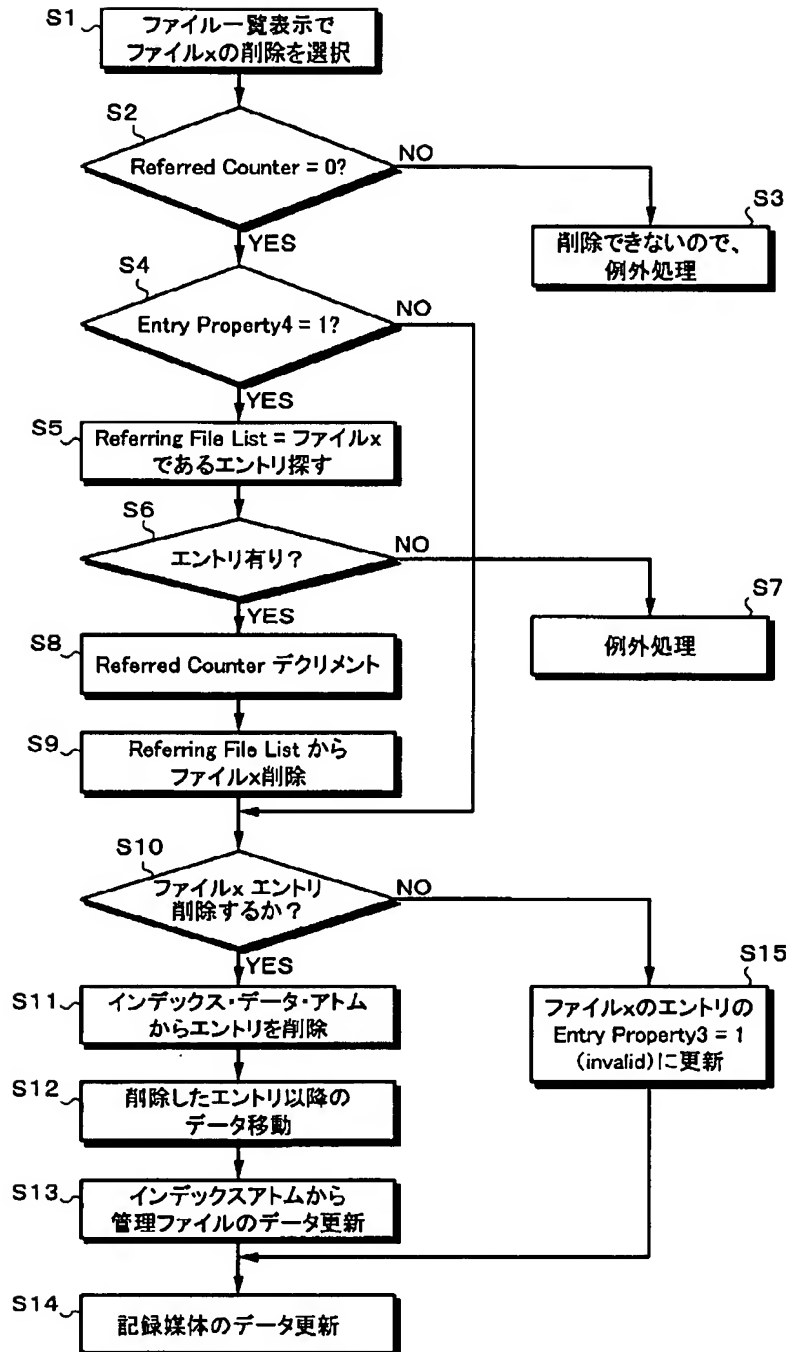 S1
ファイル一覧表示で
ファイルxの削除を選択
S2
Referred Counter = 0?
NO
YES
S3
削除できないので、
例外処理
S4
Entry Property4 = 1?
NO
YES
S5
Referring File List = ファイルx
であるエントリ探す
S6
エントリ有り?
NO
YES
S7
例外処理
S8
Referred Counter デクリメント
S9
Referring File List から
ファイルx削除
S10
ファイルx エントリ
削除するか?
NO
YES
S11
インデックス・データ・アトム
からエントリを削除
S15
ファイルxのエントリの
Entry Property3 = 1
(invalid)に更新
S12
削除したエントリ以降の
データ移動
S13
インデックスアトムから
管理ファイルのデータ更新
S14
記録媒体のデータ更新